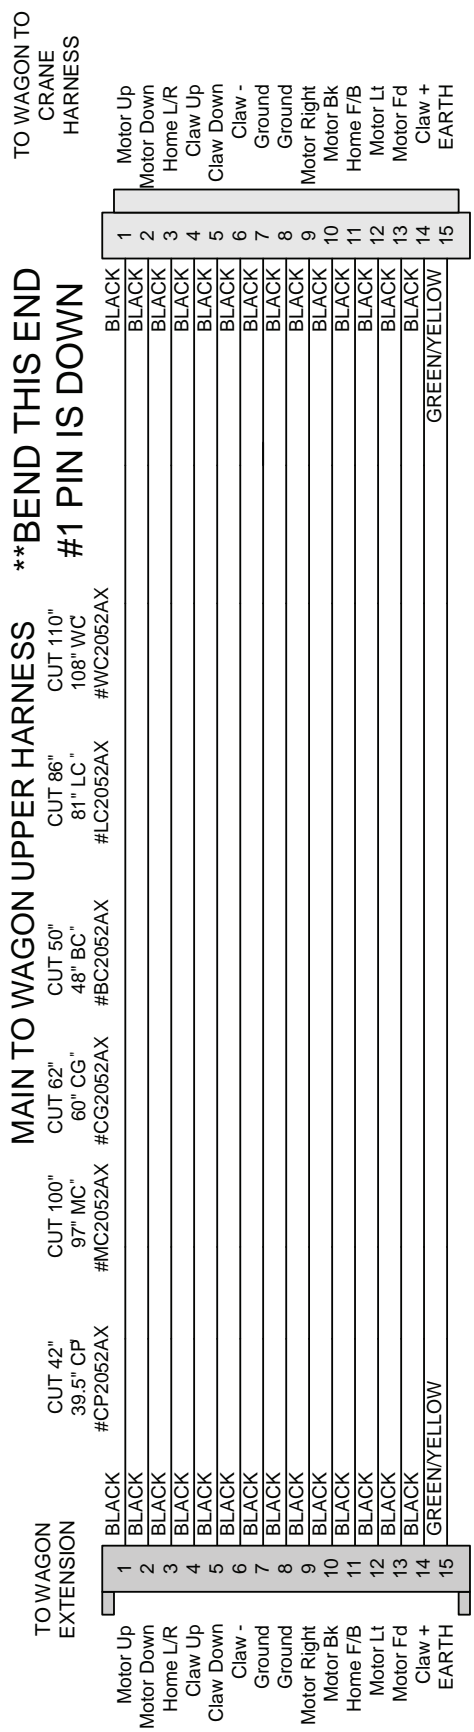 MAIN TO WAGON UPPER HARNESS
**BEND THIS END
#1 PIN IS DOWN
TO WAGON
EXTENSION
CUT 42"
39.5" CP"
#CP2052AX
CUT 100"
97" MC"
#MC2052AX
CUT 62"
60" CG"
#CG2052AX
CUT 50"
48" BC"
#BC2052AX
CUT 86"
81" LC"
#LC2052AX
CUT 110"
108" WC"
#WC2052AX
TO WAGON TO
CRANE
HARNESS
Motor Up 1 BLACK BLACK 1 Motor Up
Motor Down 2 BLACK BLACK 2 Motor Down
Home L/R 3 BLACK BLACK 3 Home L/R
Claw Up 4 BLACK BLACK 4 Claw Up
Claw Down 5 BLACK BLACK 5 Claw Down
Claw - 6 BLACK BLACK 6 Claw -
Ground 7 BLACK BLACK 7 Ground
Ground 8 BLACK BLACK 8 Ground
Motor Right 9 BLACK BLACK 9 Motor Right
Motor Bk 10 BLACK BLACK 10 Motor Bk
Home F/B 11 BLACK BLACK 11 Home F/B
Motor Lt 12 BLACK BLACK 12 Motor Lt
Motor Fd 13 BLACK BLACK 13 Motor Fd
Claw + 14 BLACK BLACK 14 Claw +
EARTH 15 GREEN/YELLOW GREEN/YELLOW 15 EARTH